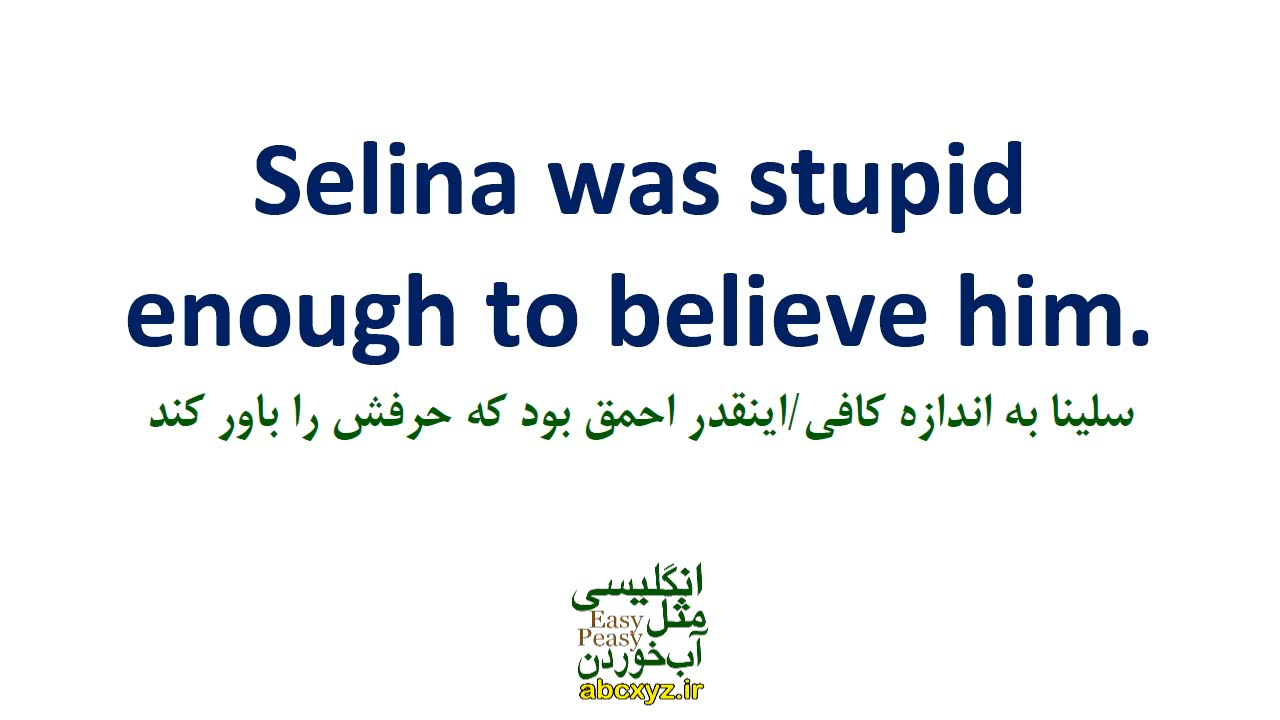 Selina was stupid
enough to believe him.
سلینا به اندازه کافی/اینقدر احمق بود که حرفش را باور کند
انگلیسی
مثل
Easy
Peasy
آب‌خوردن
abcxyz.ir